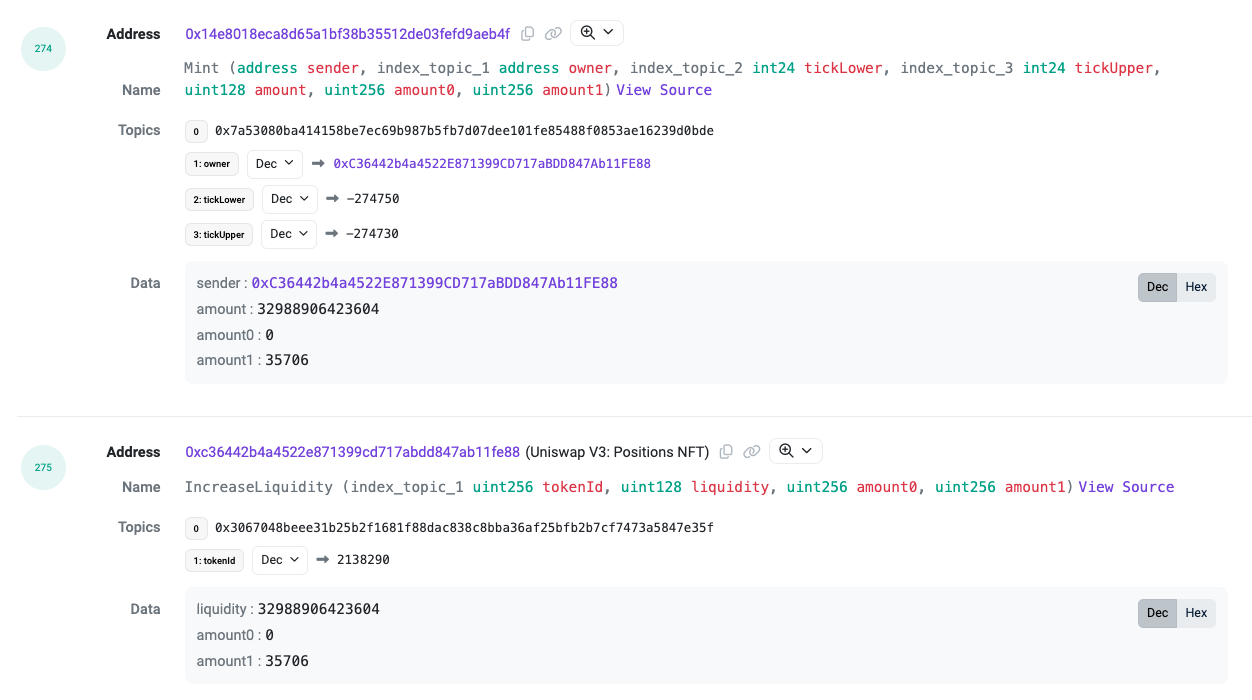 274
Address 0x14e8018eca8d65a1bf38b35512de03fefd9aeb4f
Mint (address sender, index_topic_1 address owner, index_topic_2 int24 tickLower, index_topic_3 int24 tickUpper,
Name uint128 amount, uint256 amount0, uint256 amount1) View Source
Topics 0 0x7a53080ba414158be7ec69b987b5fb7d07dee101fe85488f0853ae16239d0bde
1: owner Dec 0xC36442b4a4522E871399CD717aBDD847Ab11FE88
2: tickLower Dec -274750
3: tickUpper Dec -274730
Data sender : 0xC36442b4a4522E871399CD717aBDD847Ab11FE88 Dec Hex
amount : 32988906423604
amount0 : 0
amount1 : 35706
275
Address 0xc36442b4a4522e871399cd717abdd847ab11fe88 (Uniswap V3: Positions NFT)
Name IncreaseLiquidity (index_topic_1 uint256 tokenId, uint128 liquidity, uint256 amount0, uint256 amount1) View Source
Topics 0 0x3067048beee31b25b2f1681f88dac838c8bba36af25bfb2b7cf7473a5847e35f
1: tokenId Dec 2138290
Data liquidity : 32988906423604 Dec Hex
amount0 : 0
amount1 : 35706